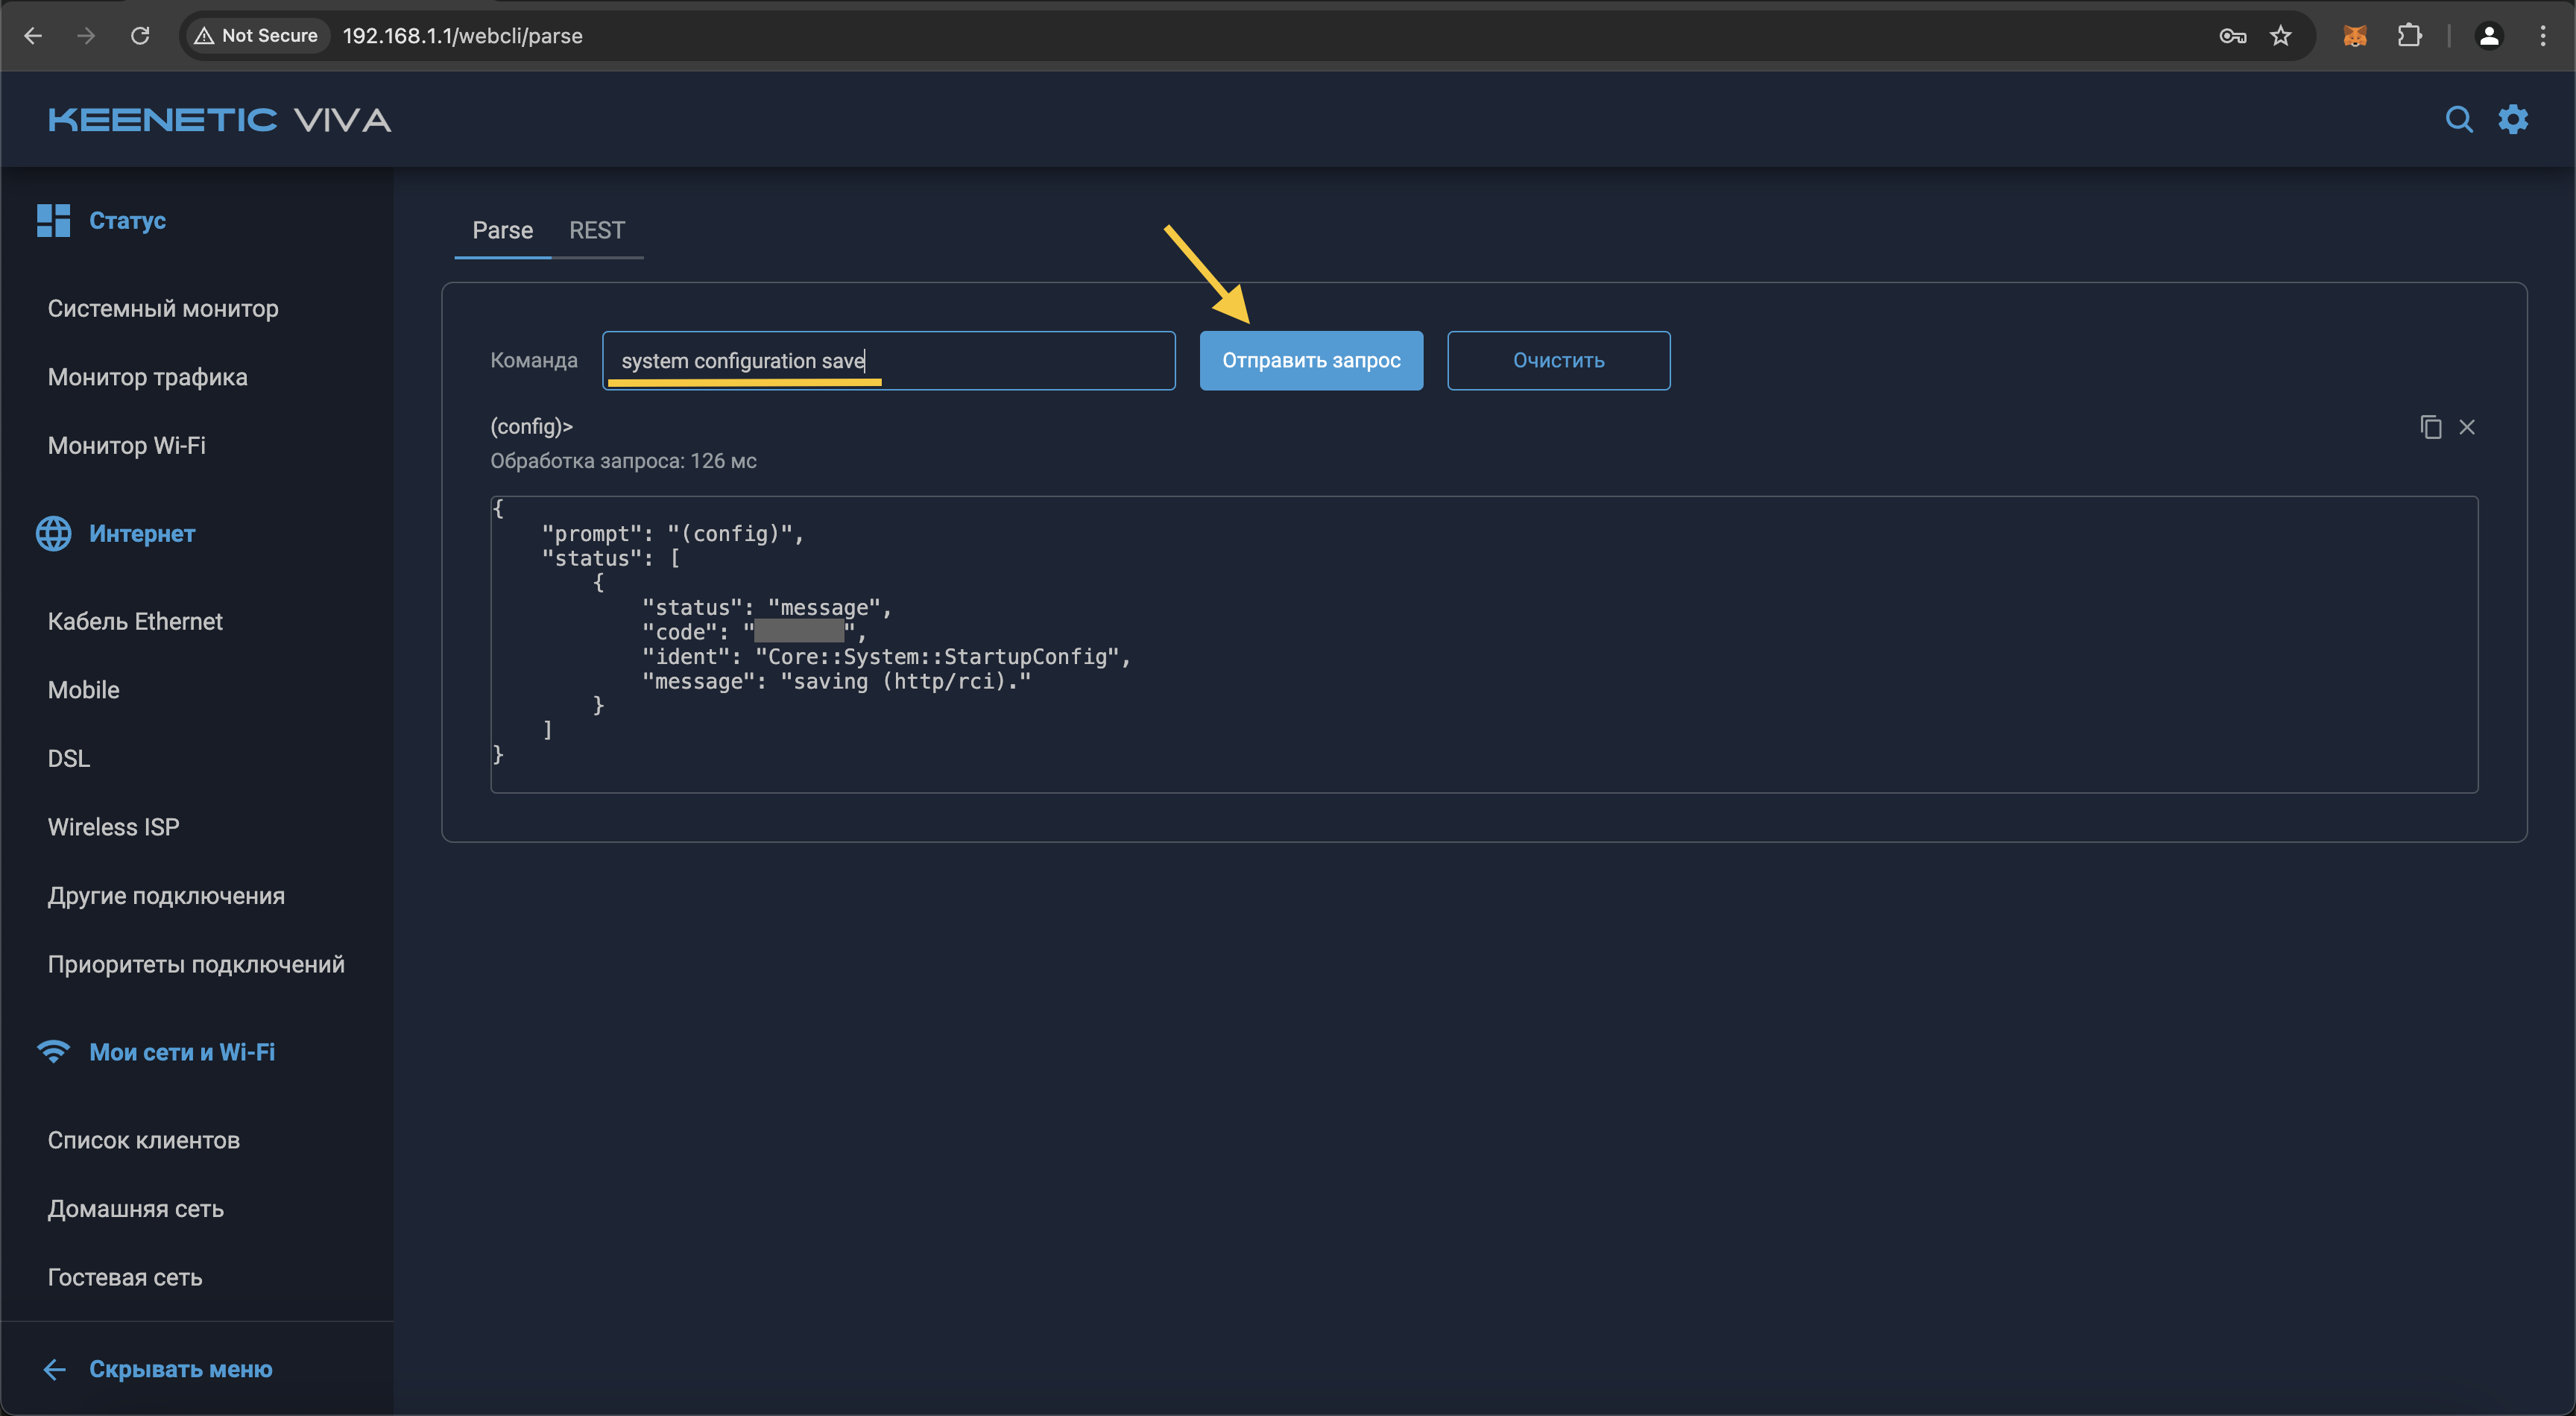 Not Secure 192.168.1.1/webcli/parse
KEENETIC VIVA
Статус
Системный монитор
Монитор трафика
Монитор Wi-Fi
Интернет
Кабель Ethernet
Mobile
DSL
Wireless ISP
Другие подключения
Приоритеты подключений
Мои сети и Wi-Fi
Список клиентов
Домашняя сеть
Гостевая сеть
Скрывать меню
Parse REST
Команда system configuration save Отправить запрос Очистить
(config)>
Обработка запроса: 126 мс
{
"prompt": "(config)",
"status": [
{
"status": "message",
"code": " ",
"ident": "Core::System::StartupConfig",
"message": "saving (http/rci)."
}
]
}